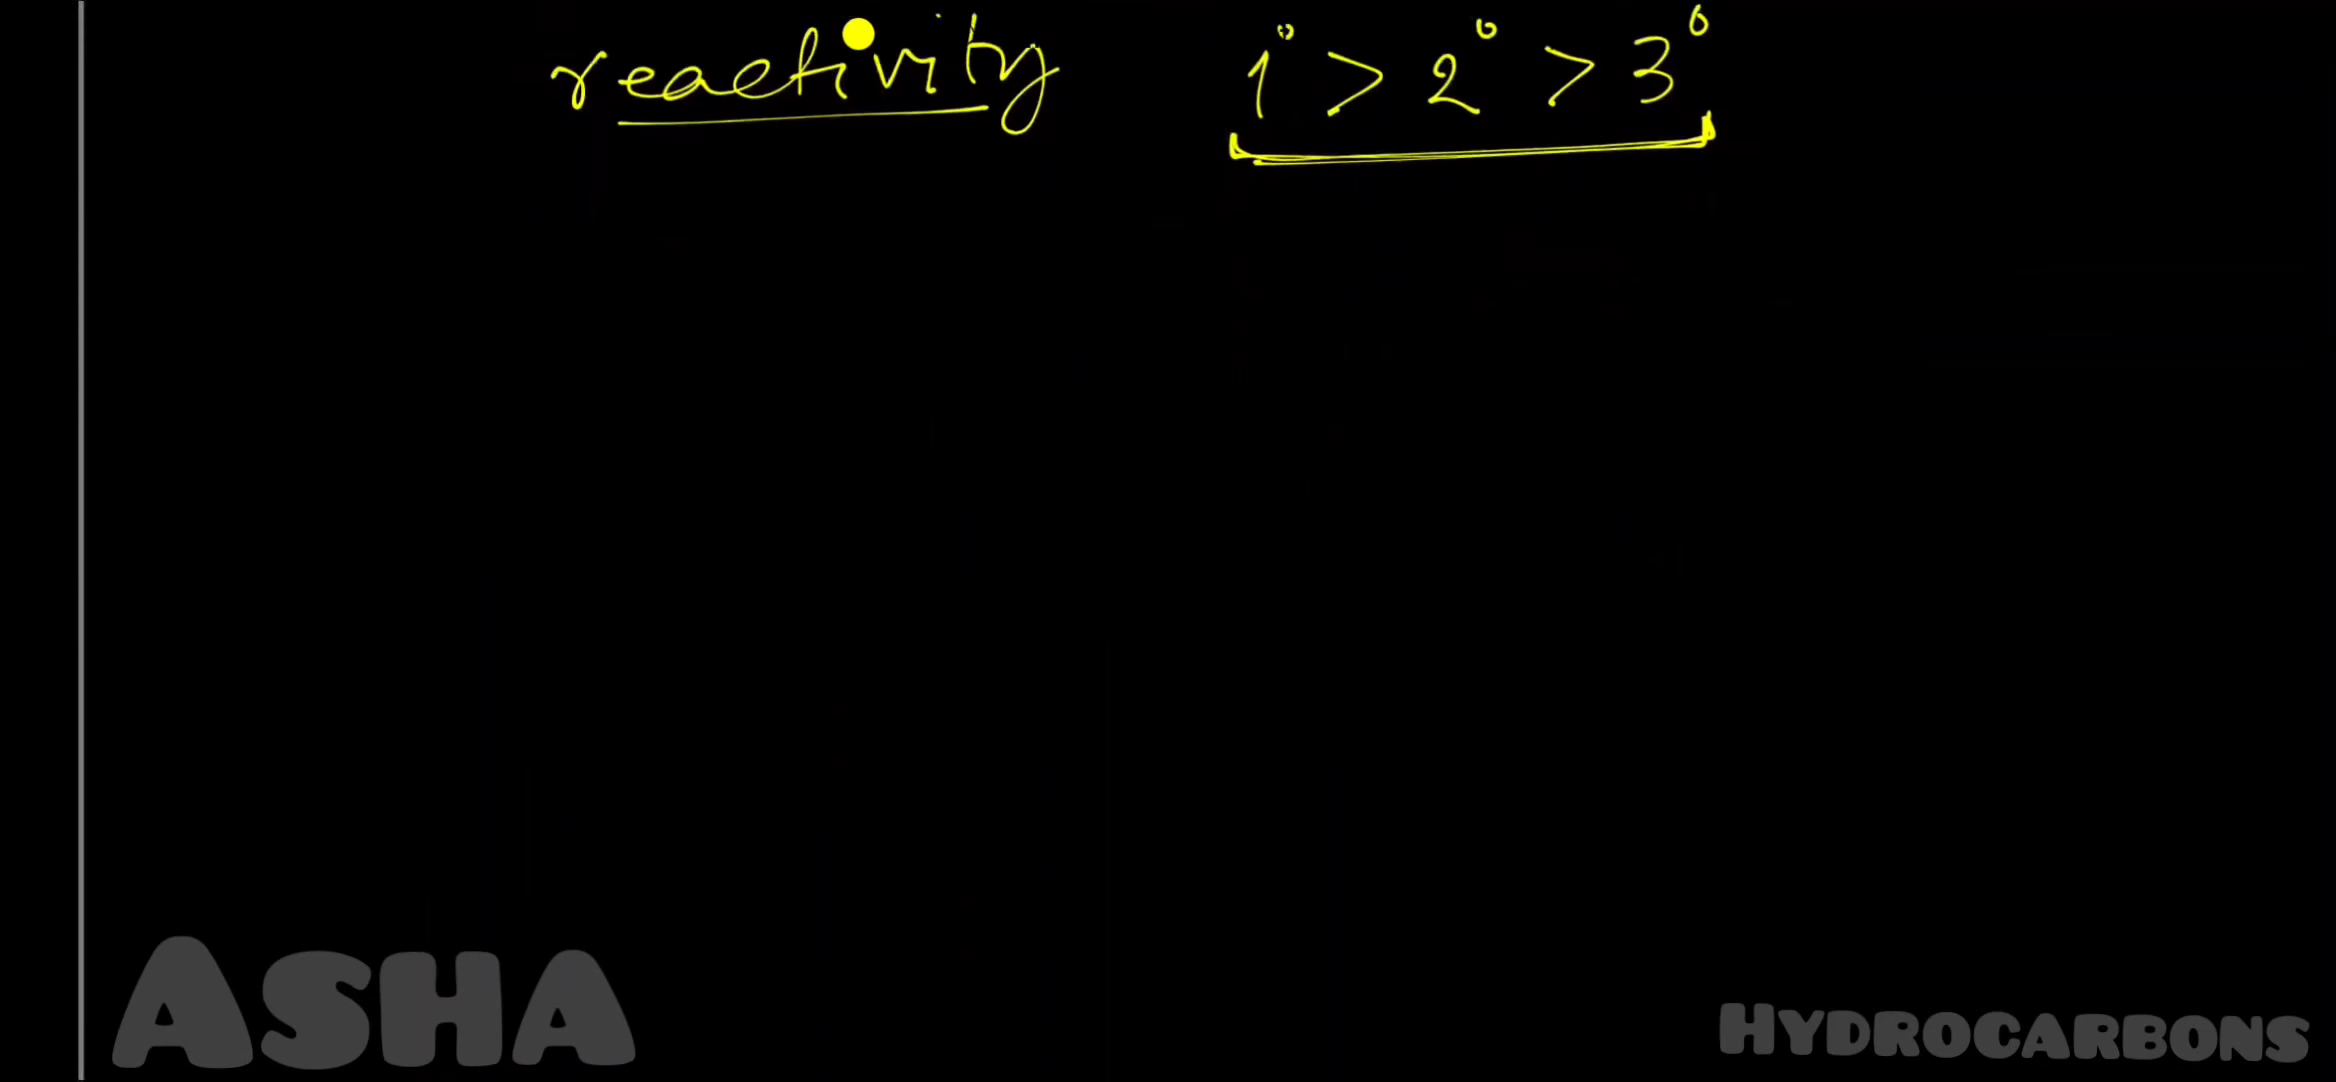 reactivity 1° > 2° > 3°
ASHA
HYDROCARBONS